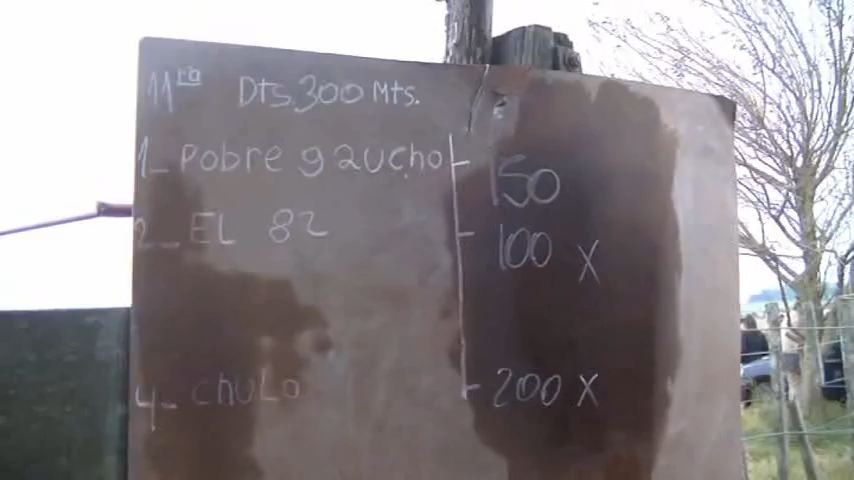 11ra Dts.300 Mts.
1_ Pobre gaucho 150
2_ EL 82 100 X
4_ chulo 200 X